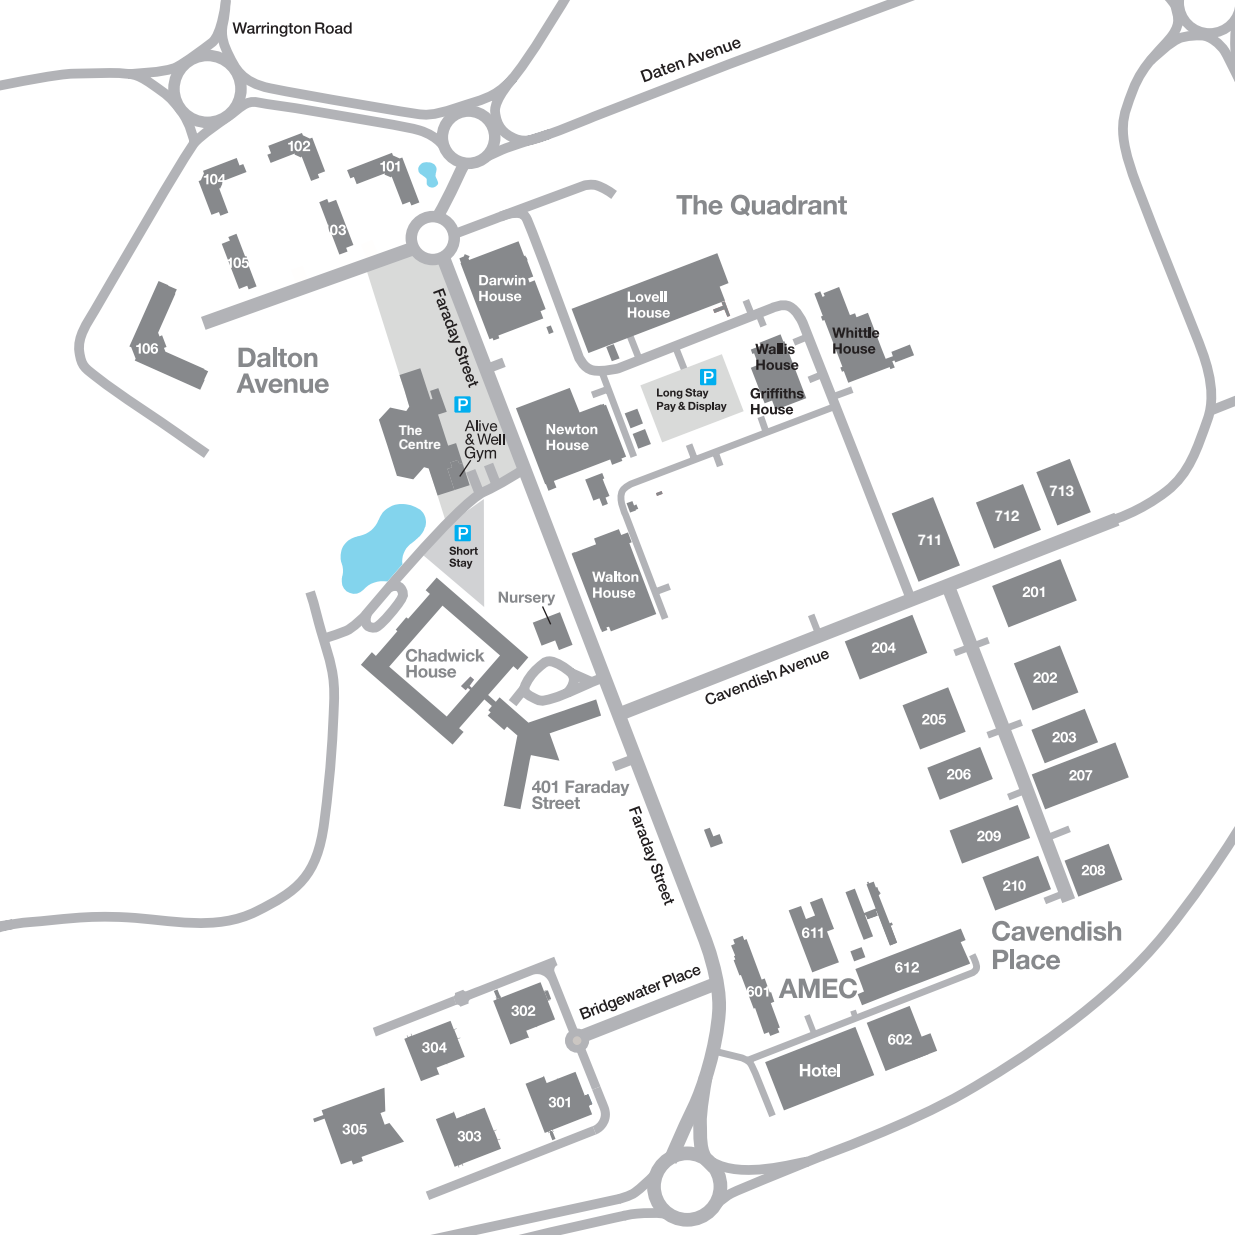 Warrington Road
Daten Avenue
102
101
104
103
105
106
The Quadrant
Dalton
Avenue
Darwin
House
Faraday Street
Lovell
House
Whittle
House
Wallis
House
Griffiths
House
P
Long Stay
Pay & Display
P
The
Centre
Alive
& Well
Gym
Newton
House
P
Short
Stay
Walton
House
Nursery
Chadwick
House
401 Faraday
Street
Cavendish Avenue
711
712
713
201
204
202
205
203
206
207
209
208
210
Cavendish
Place
Faraday Street
611
612
601
AMEC
602
Hotel
Bridgewater Place
302
304
301
305
303